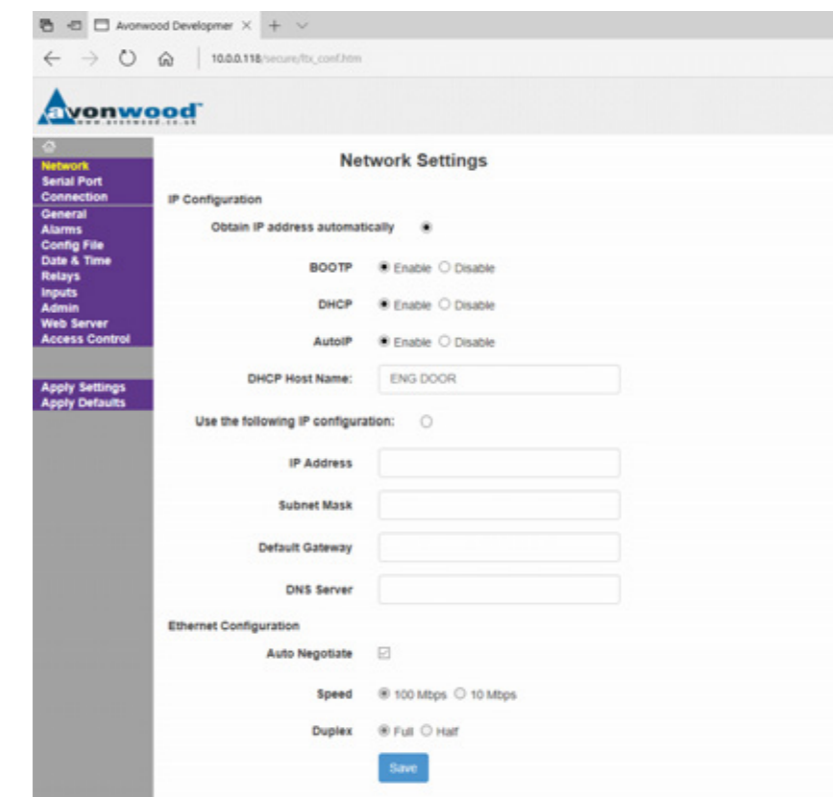 Avonwood Developmer
10.0.0.118/secure/ltx_conf.htm
avonwood
www.avonwood.co.uk
Network
Serial Port
Connection
General
Alarms
Config File
Date & Time
Relays
Inputs
Admin
Web Server
Access Control
Apply Settings
Apply Defaults
Network Settings
IP Configuration
Obtain IP address automatically
BOOTP Enable Disable
DHCP Enable Disable
AutoIP Enable Disable
DHCP Host Name: ENG DOOR
Use the following IP configuration:
IP Address
Subnet Mask
Default Gateway
DNS Server
Ethernet Configuration
Auto Negotiate
Speed 100 Mbps 10 Mbps
Duplex Full Half
Save